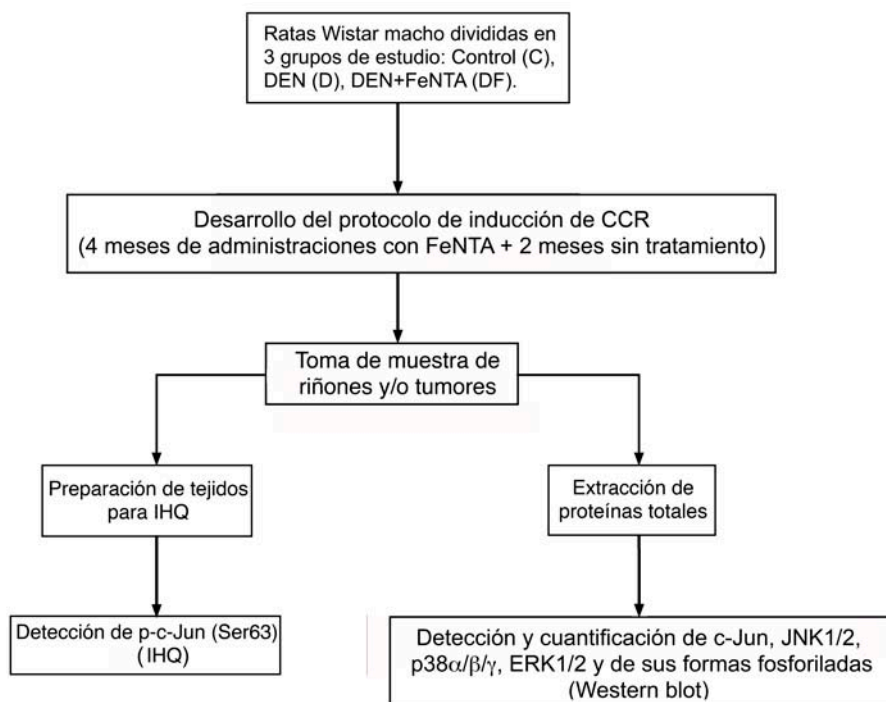 Ratas Wistar macho divididas en
3 grupos de estudio: Control (C),
DEN (D), DEN+FeNTA (DF).
Desarrollo del protocolo de inducción de CCR
(4 meses de administraciones con FeNTA + 2 meses sin tratamiento)
Toma de muestra de
riñones y/o tumores
Preparación de tejidos
para IHQ
Extracción de
proteínas totales
Detección de p-c-Jun (Ser63)
(IHQ)
Detección y cuantificación de c-Jun, JNK1/2,
p38α/β/γ, ERK1/2 y de sus formas fosforiladas
(Western blot)